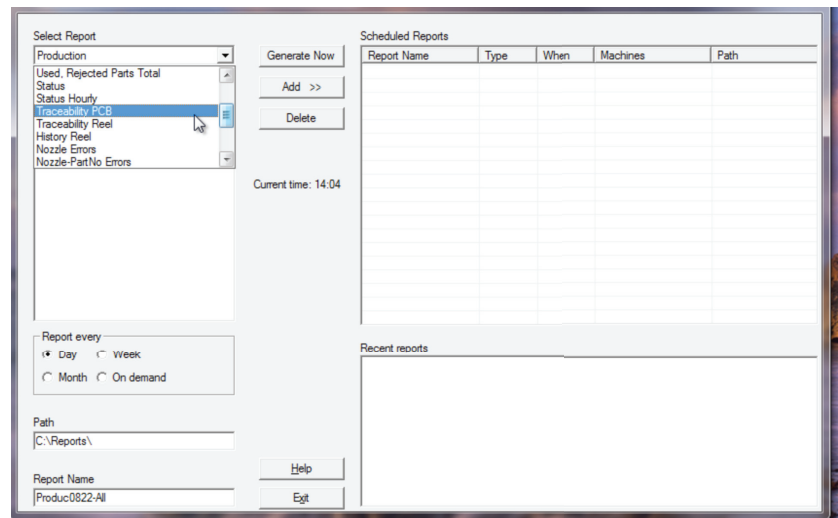 Select Report
Production
Used, Rejected Parts Total
Status
Status Hourly
Traceability PCB
Traceability Reel
History Reel
Nozzle Errors
Nozzle-PartNo Errors
Generate Now
Add >>
Delete
Current time: 14:04
Scheduled Reports
Report Name Type When Machines Path
Report every
Day Week
Month On demand
Path
C:\Reports\
Report Name
Produc0822-All
Help
Exit
Recent reports